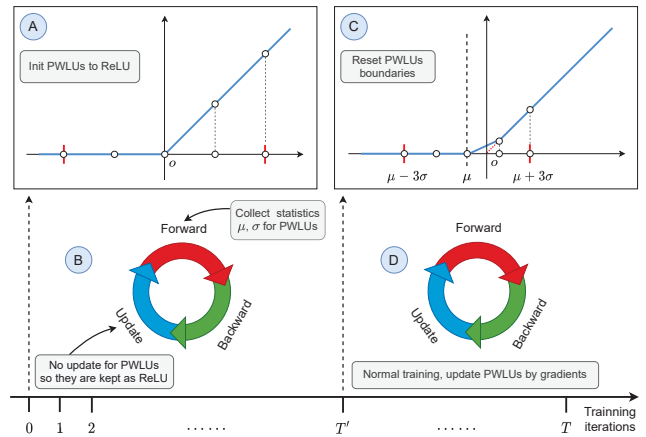 A
Init PWLUs to ReLU
o
C
Reset PWLUs
boundaries
o
μ − 3σ
μ
μ + 3σ
B
Forward
Collect statistics
μ, σ for PWLUs
Update
Backward
No update for PWLUs
so they are kept as ReLU
D
Forward
Update
Backward
Normal training, update PWLUs by gradients
0
1
2
······
T′
······
T
Trainning
iterations